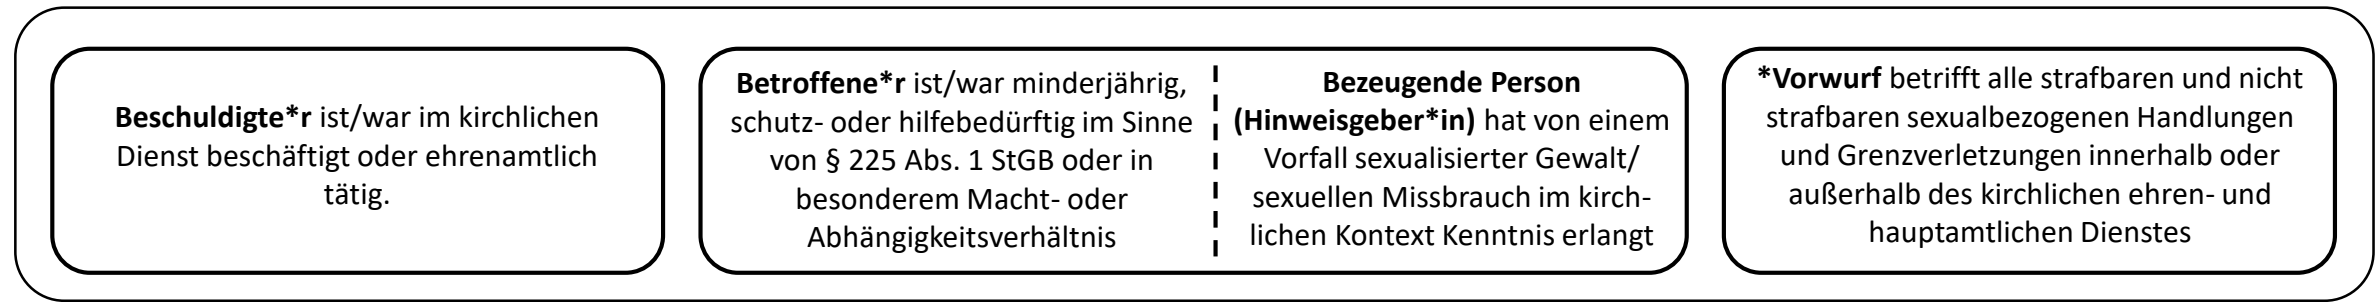 Beschuldigte*r ist/war im kirchlichen
Dienst beschäftigt oder ehrenamtlich
tätig.
Betroffene*r ist/war minderjährig,
schutz- oder hilfebedürftig im Sinne
von § 225 Abs. 1 StGB oder in
besonderem Macht- oder
Abhängigkeitsverhältnis
Bezeugende Person
(Hinweisgeber*in) hat von einem
Vorfall sexualisierter Gewalt/
sexuellen Missbrauch im kirch-
lichen Kontext Kenntnis erlangt
*Vorwurf betrifft alle strafbaren und nicht
strafbaren sexualbezogenen Handlungen
und Grenzverletzungen innerhalb oder
außerhalb des kirchlichen ehren- und
hauptamtlichen Dienstes